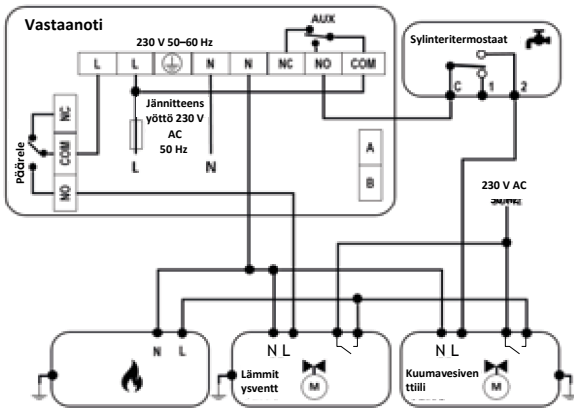 Vastaanoti
AUX
230 V 50–60 Hz
L L N N NC NO COM
Jännitteens
yöttö 230 V
AC
50 Hz
L N
Päärele
NC
COM
NO
A
B
Sylinteritermostaat
C 1 2
230 V AC
N L
N L
Lämmit
ysventt
M
N L
Kuumavesiven
ttiili
M